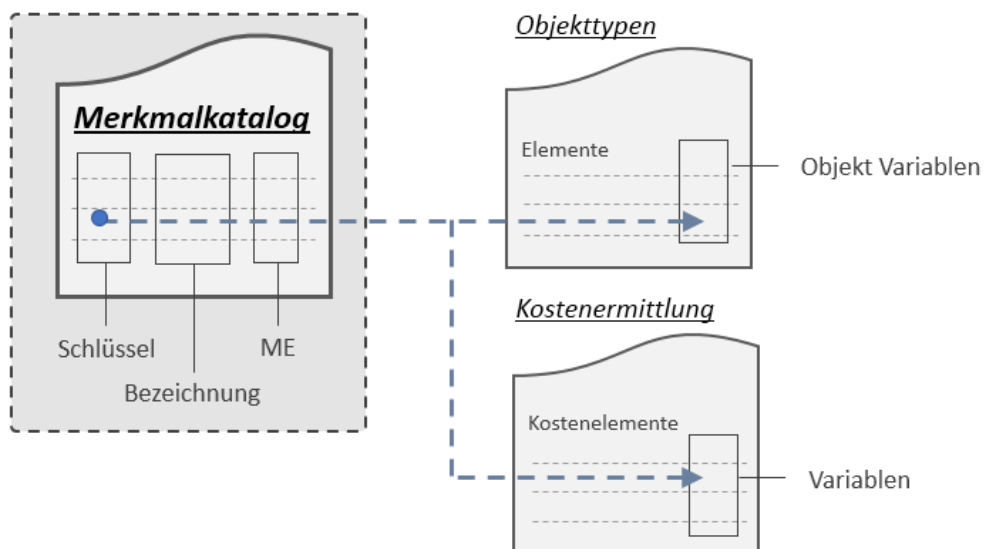 Objekttypen
Merkmalkatalog
Elemente
Objekt Variablen
Schlüssel
ME
Bezeichnung
Kostenermittlung
Kostenelemente
Variablen